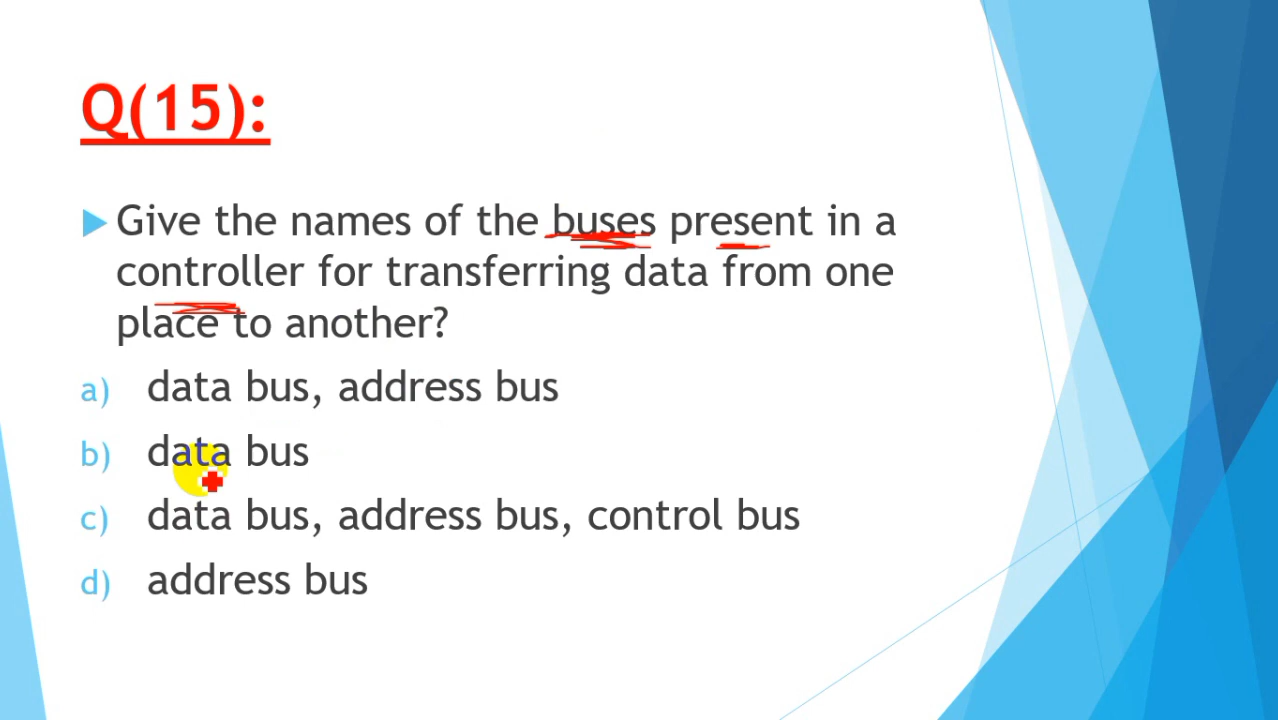 Q(15):
Give the names of the buses present in a
controller for transferring data from one
place to another?
a) data bus, address bus
b) data bus
c) data bus, address bus, control bus
d) address bus